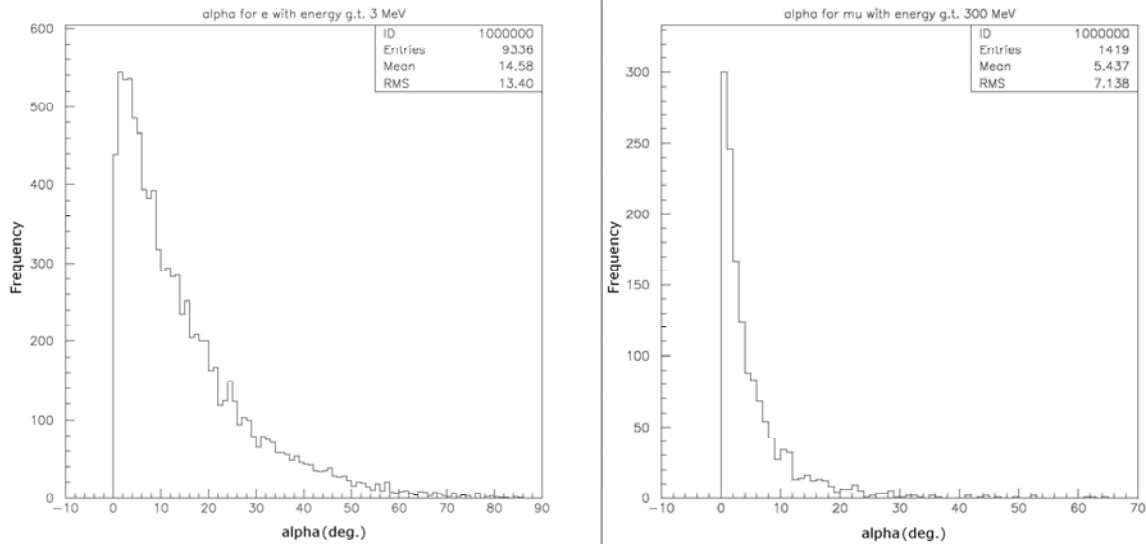 alpha for e with energy g.t. 3 MeV
ID 1000000
Entries 9336
Mean 14.58
RMS 13.40
600
500
400
300
200
100
0
Frequency
-10 0 10 20 30 40 50 60 70 80 90
alpha(deg.)
alpha for mu with energy g.t. 300 MeV
ID 1000000
Entries 1419
Mean 5.437
RMS 7.138
300
250
200
150
100
50
0
Frequency
-10 0 10 20 30 40 50 60 70
alpha(deg.)